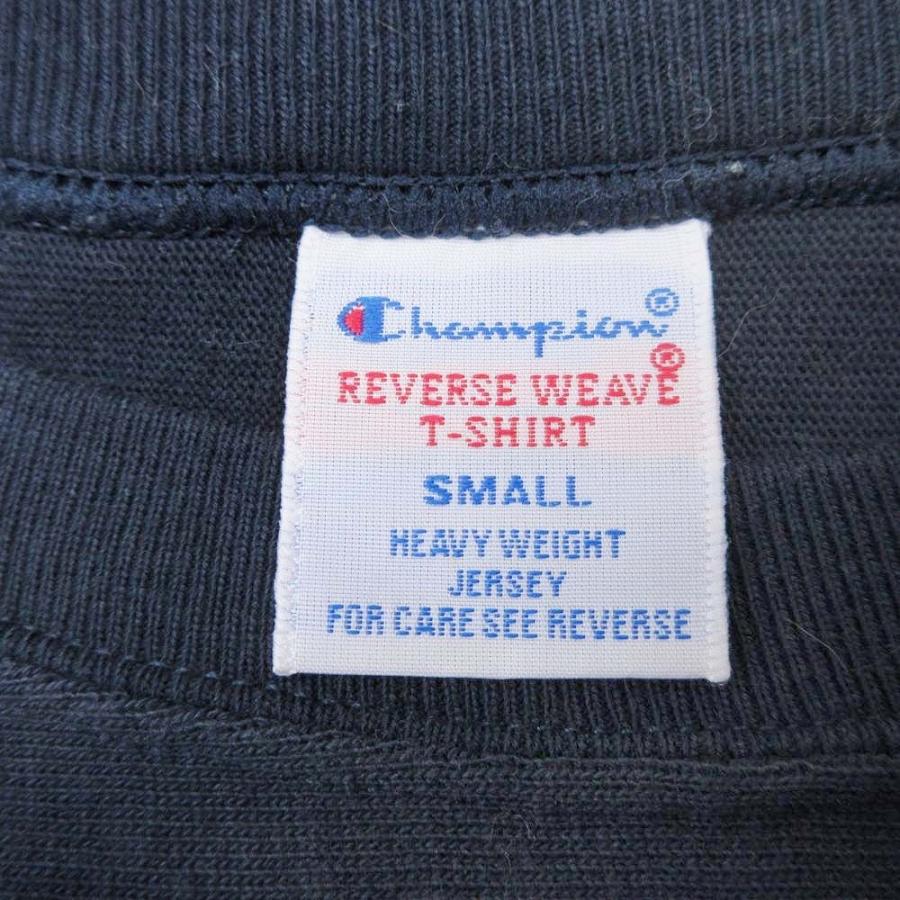 Champion®
REVERSE WEAVE®
T-SHIRT
SMALL
HEAVY WEIGHT
JERSEY
FOR CARE SEE REVERSE